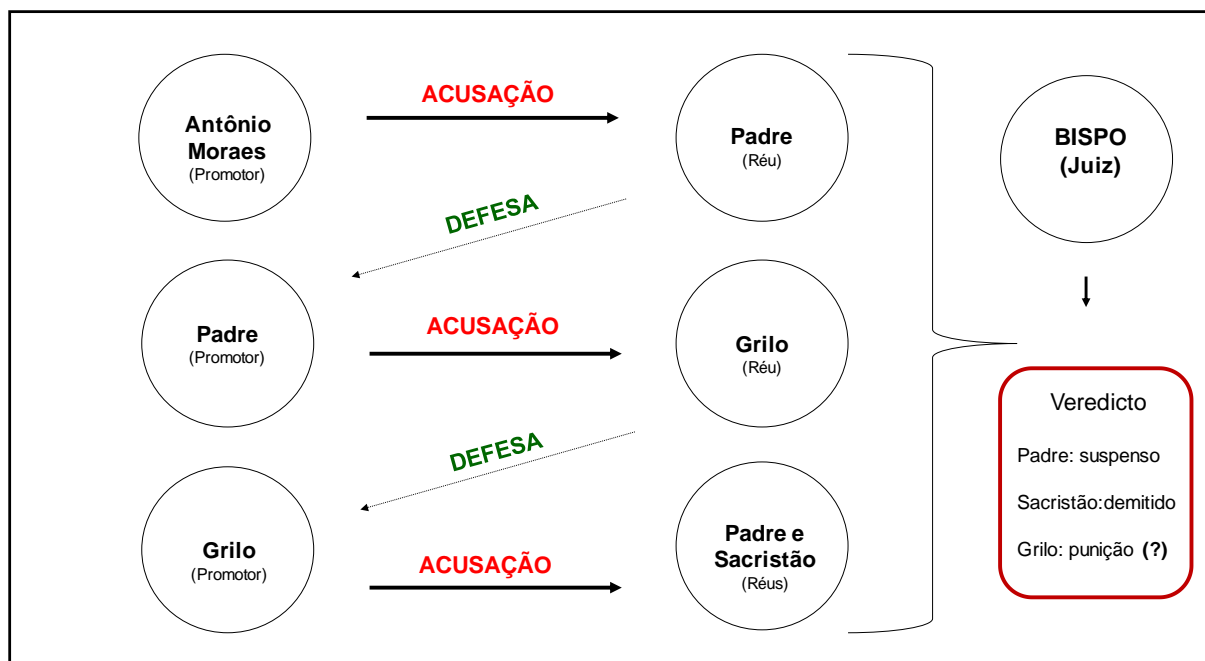 Antônio
Moraes
(Promotor)
ACUSAÇÃO
Padre
(Réu)
BISPO
(Juiz)
DEFESA
Padre
(Promotor)
ACUSAÇÃO
Grilo
(Réu)
DEFESA
Grilo
(Promotor)
ACUSAÇÃO
Padre e
Sacristão
(Réus)
Veredicto
Padre: suspenso
Sacristão:demitido
Grilo: punição (?)